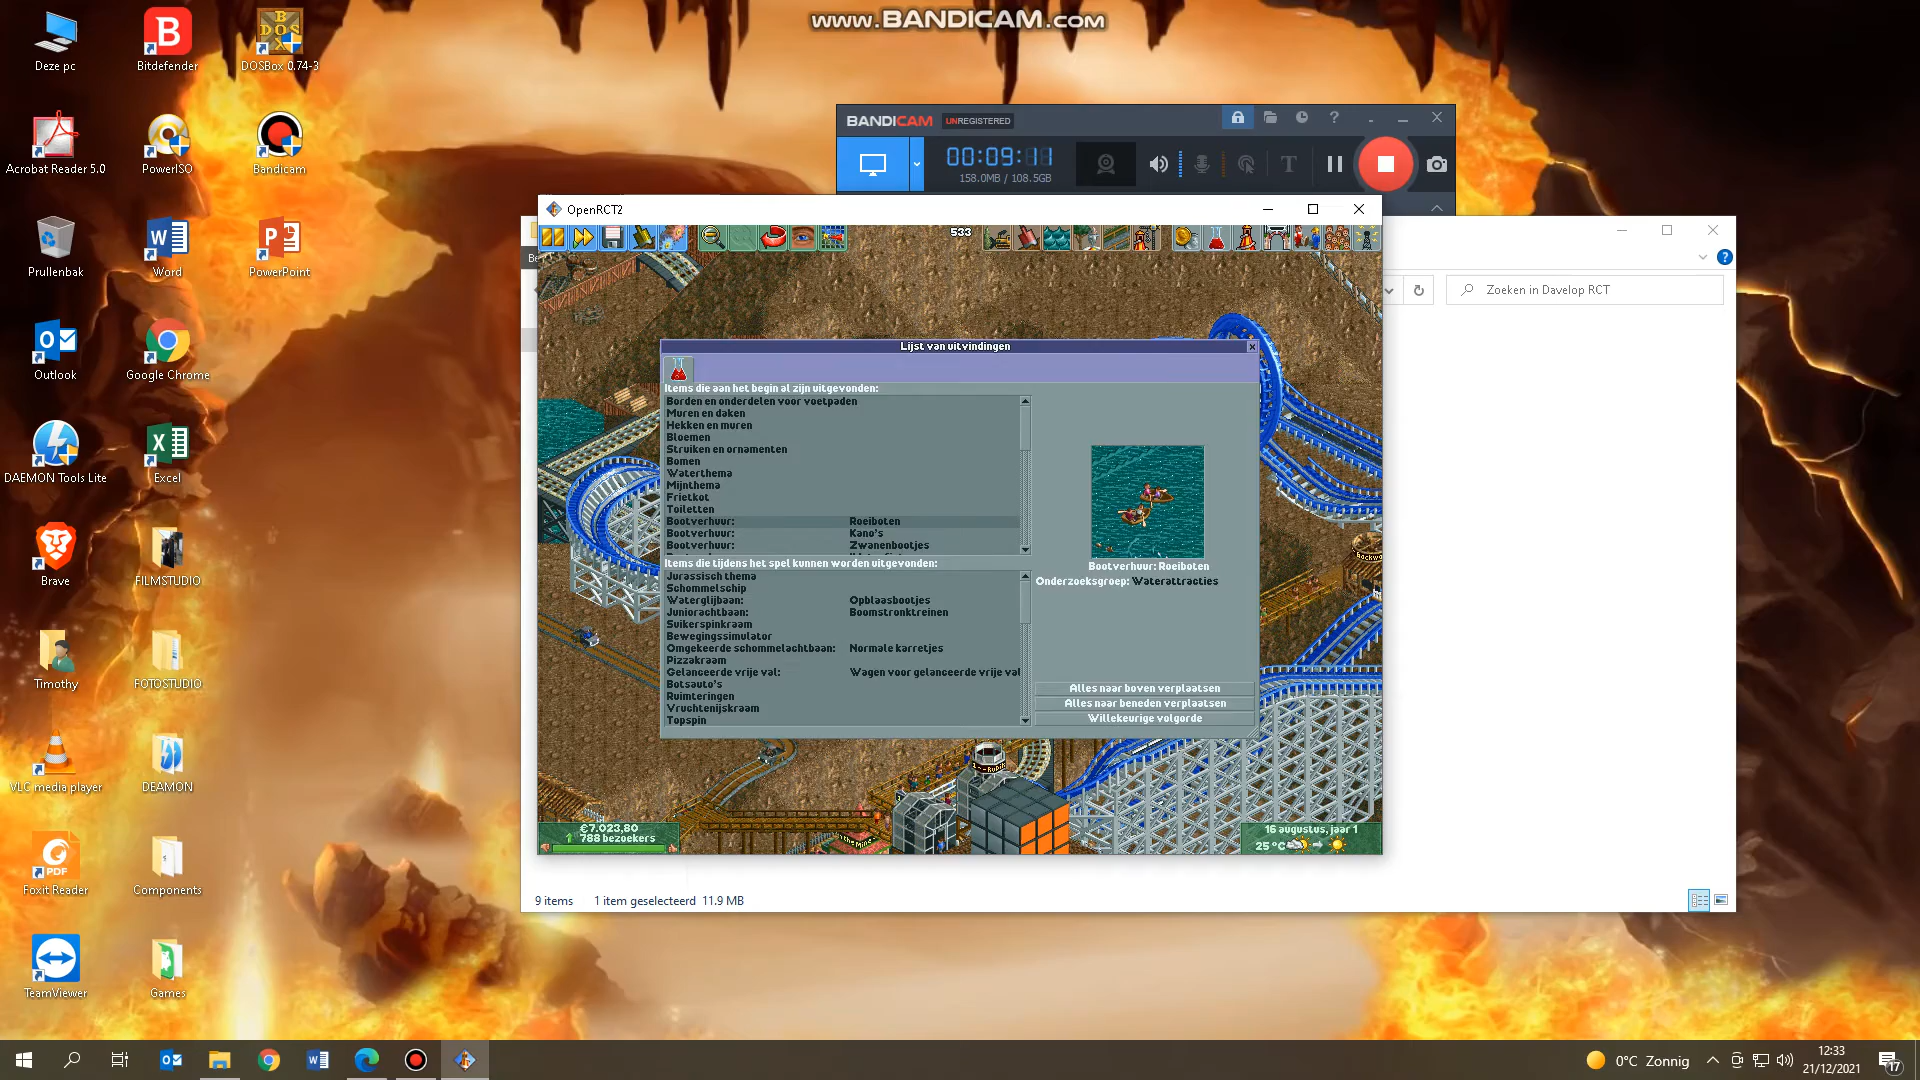 www.BANDICAM.com
Deze pc
Bitdefender
DOSBox 0.74-3
Acrobat Reader 5.0
PowerISO
Bandicam
Prullenbak
Word
PowerPoint
Outlook
Google Chrome
DAEMON Tools Lite
Excel
Brave
FILMSTUDIO
Timothy
FOTOSTUDIO
VLC media player
DEAMON
Foxit Reader
Components
TeamViewer
Games
BANDICAM UNREGISTERED
00:09:11
158.0MB / 108.5GB
Zoeken in Davelop RCT
OpenRCT2
533
Lijst van uitvindingen
Items die aan het begin al zijn uitgevonden:
Borden en onderdelen voor voetpaden
Muren en daken
Hekken en muren
Bloemen
Struiken en ornamenten
Bomen
Waterthema
Mijnthema
Frietkot
Toiletten
Bootverhuur: Roeiboten
Bootverhuur: Kano's
Bootverhuur: Zwanenbootjes
Items die tijdens het spel kunnen worden uitgevonden:
Jurassisch thema
Schommelschip
Waterglijbaan: Opblaasbootjes
Juniorachtbaan: Boomstronktreinen
Suikerspinkraam
Bewegingssimulator
Omgekeerde schommelachtbaan: Normale karretjes
Pizzakraam
Gelanceerde vrije val: Wagen voor gelanceerde vrije val
Botsauto's
Ruimteringen
Vruchtenijskraam
Topspin
Bootverhuur: Roeiboten
Onderzoeksgroep: Waterattracties
Alles naar boven verplaatsen
Alles naar beneden verplaatsen
Willekeurige volgorde
€7.023,80
788 bezoekers
16 augustus, jaar 1
25 °C
9 items 1 item geselecteerd 11.9 MB
0°C Zonnig
12:33
21/12/2021
17